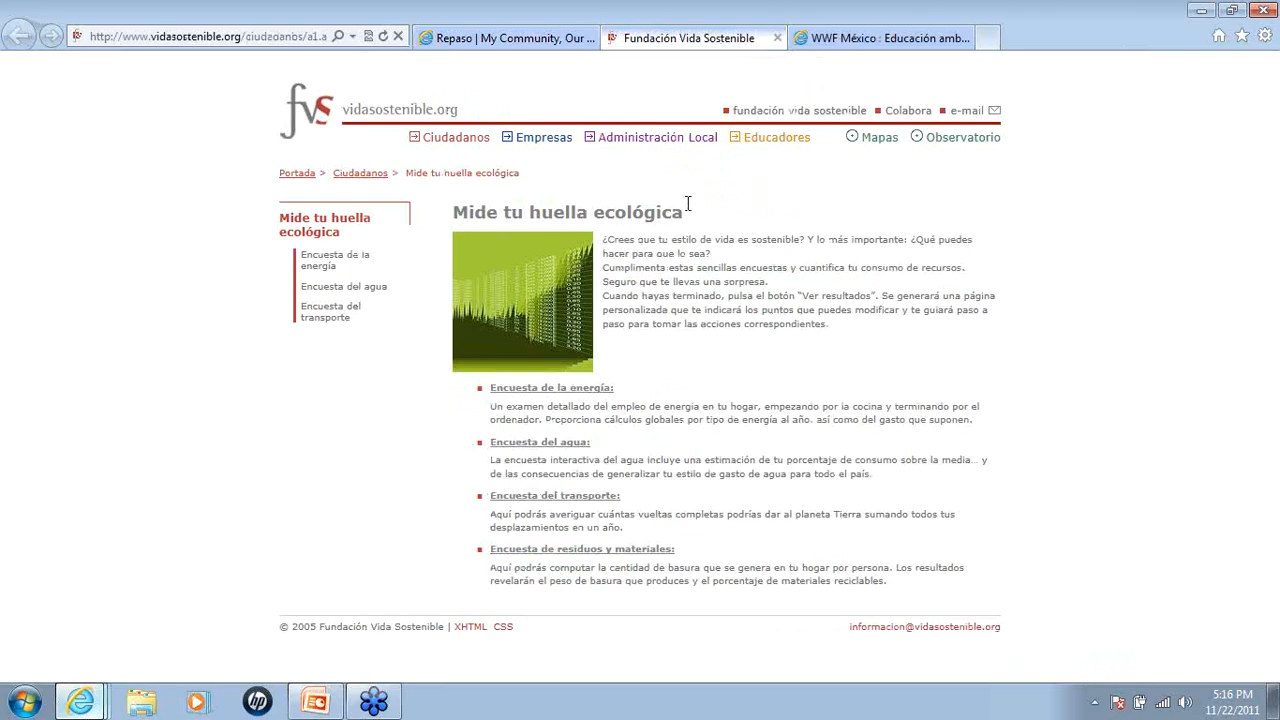 http://www.vidasostenible.org/ciudadanos/a1.a
Repaso | My Community, Our ...
Fundación Vida Sostenible
WWF México : Educación amb...
fvs vidasostenible.org
fundación vida sostenible
Colabora
e-mail
Ciudadanos
Empresas
Administración Local
Educadores
Mapas
Observatorio
Portada > Ciudadanos > Mide tu huella ecológica
Mide tu huella
ecológica
Encuesta de la
energía
Encuesta del agua
Encuesta del
transporte
Mide tu huella ecológica
¿Crees que tu estilo de vida es sostenible? Y lo más importante: ¿Qué puedes
hacer para que lo sea?
Cumplimenta estas sencillas encuestas y cuantifica tu consumo de recursos.
Seguro que te llevas una sorpresa.
Cuando hayas terminado, pulsa el botón "Ver resultados". Se generará una página
personalizada que te indicará los puntos que puedes modificar y te guiará paso a
paso para tomar las acciones correspondientes.
Encuesta de la energía:
Un examen detallado del empleo de energia en tu hogar, empezando por la cocina y terminando por el
ordenador. Proporciona cálculos globales por tipo de energía al año, así como del gasto que suponen.
Encuesta del agua:
La encuesta interactiva del agua incluye una estimación de tu porcentaje de consumo sobre la media... y
de las consecuencias de generalizar tu estilo de gasto de agua para todo el país.
Encuesta del transporte:
Aquí podrás averiguar cuántas vueltas completas podrías dar al planeta Tierra sumando todos tus
desplazamientos en un año.
Encuesta de residuos y materiales:
Aquí podrás computar la cantidad de basura que se genera en tu hogar por persona. Los resultados
revelarán el peso de basura que produces y el porcentaje de materiales reciclables.
© 2005 Fundación Vida Sostenible | XHTML CSS
informacion@vidasostenible.org
hp
5:16 PM
11/22/2011